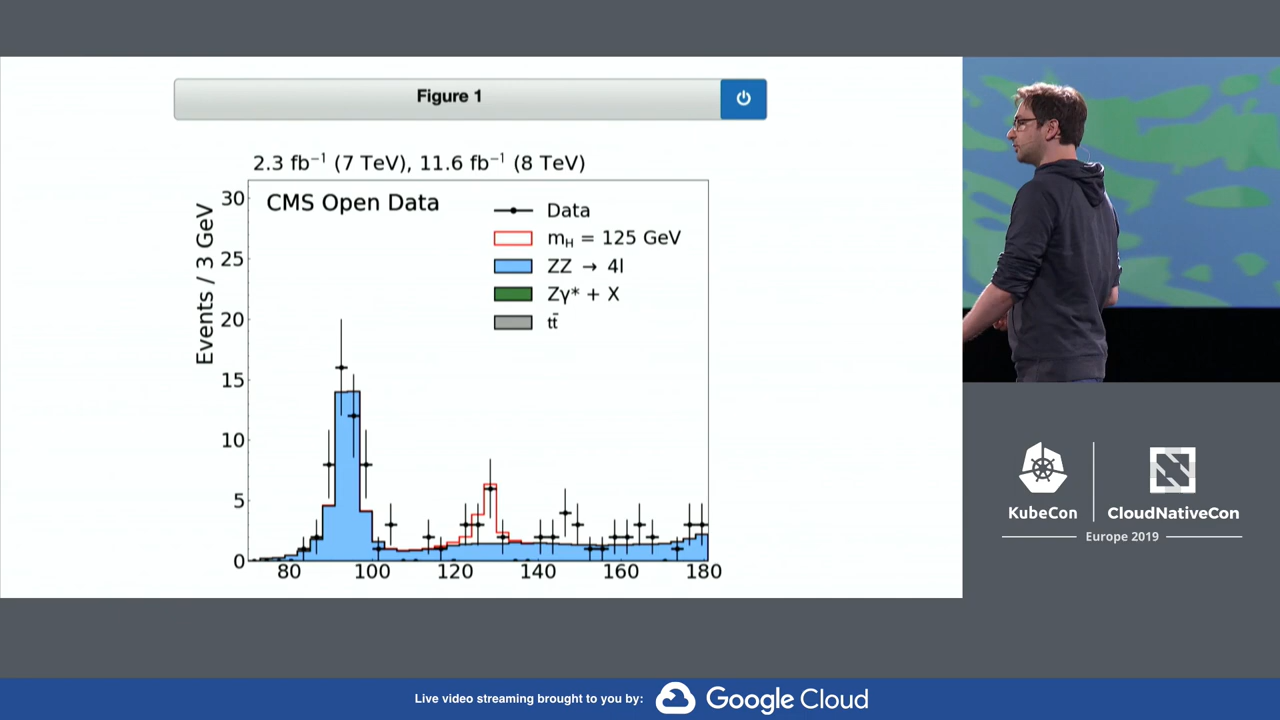 Figure 1
2.3 fb⁻¹ (7 TeV), 11.6 fb⁻¹ (8 TeV)
CMS Open Data
Events / 3 GeV
30
25
20
15
10
5
0
Data
m_H = 125 GeV
ZZ → 4l
Zγ* + X
tt̄
80 100 120 140 160 180
KubeCon
CloudNativeCon
Europe 2019
Live video streaming brought to you by:
Google Cloud